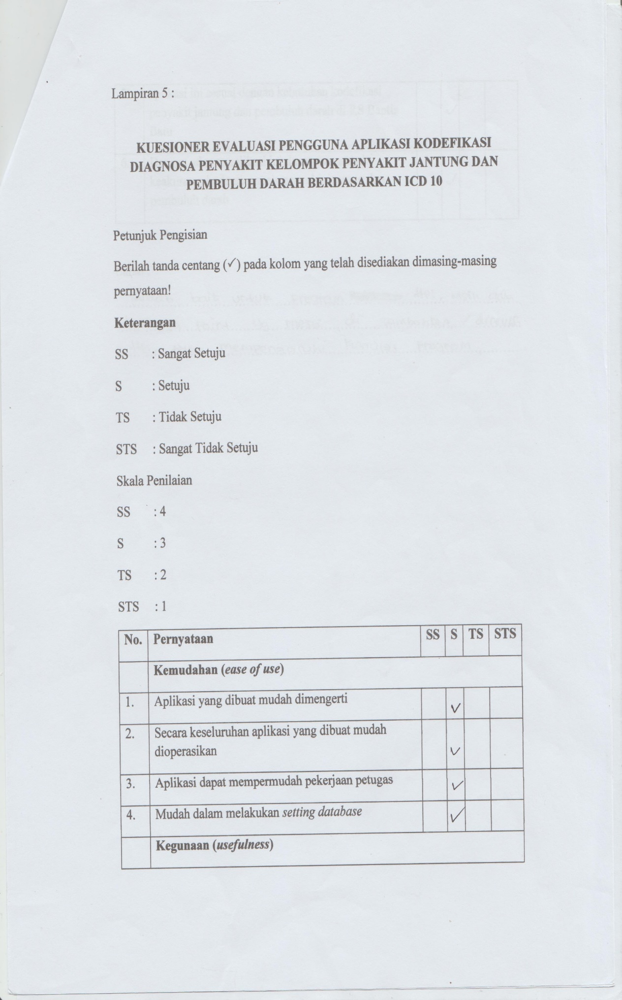 Lampiran 5 :
KUESIONER EVALUASI PENGGUNA APLIKASI KODEFIKASI
DIAGNOSA PENYAKIT KELOMPOK PENYAKIT JANTUNG DAN
PEMBULUH DARAH BERDASARKAN ICD 10
Petunjuk Pengisian
Berilah tanda centang (✓) pada kolom yang telah disediakan dimasing-masing
pernyataan!
Keterangan
SS : Sangat Setuju
S : Setuju
TS : Tidak Setuju
STS : Sangat Tidak Setuju
Skala Penilaian
SS : 4
S : 3
TS : 2
STS : 1
No. Pernyataan SS S TS STS
Kemudahan (ease of use)
1. Aplikasi yang dibuat mudah dimengerti ✓
2. Secara keseluruhan aplikasi yang dibuat mudah
dioperasikan ✓
3. Aplikasi dapat mempermudah pekerjaan petugas ✓
4. Mudah dalam melakukan setting database ✓
Kegunaan (usefulness)